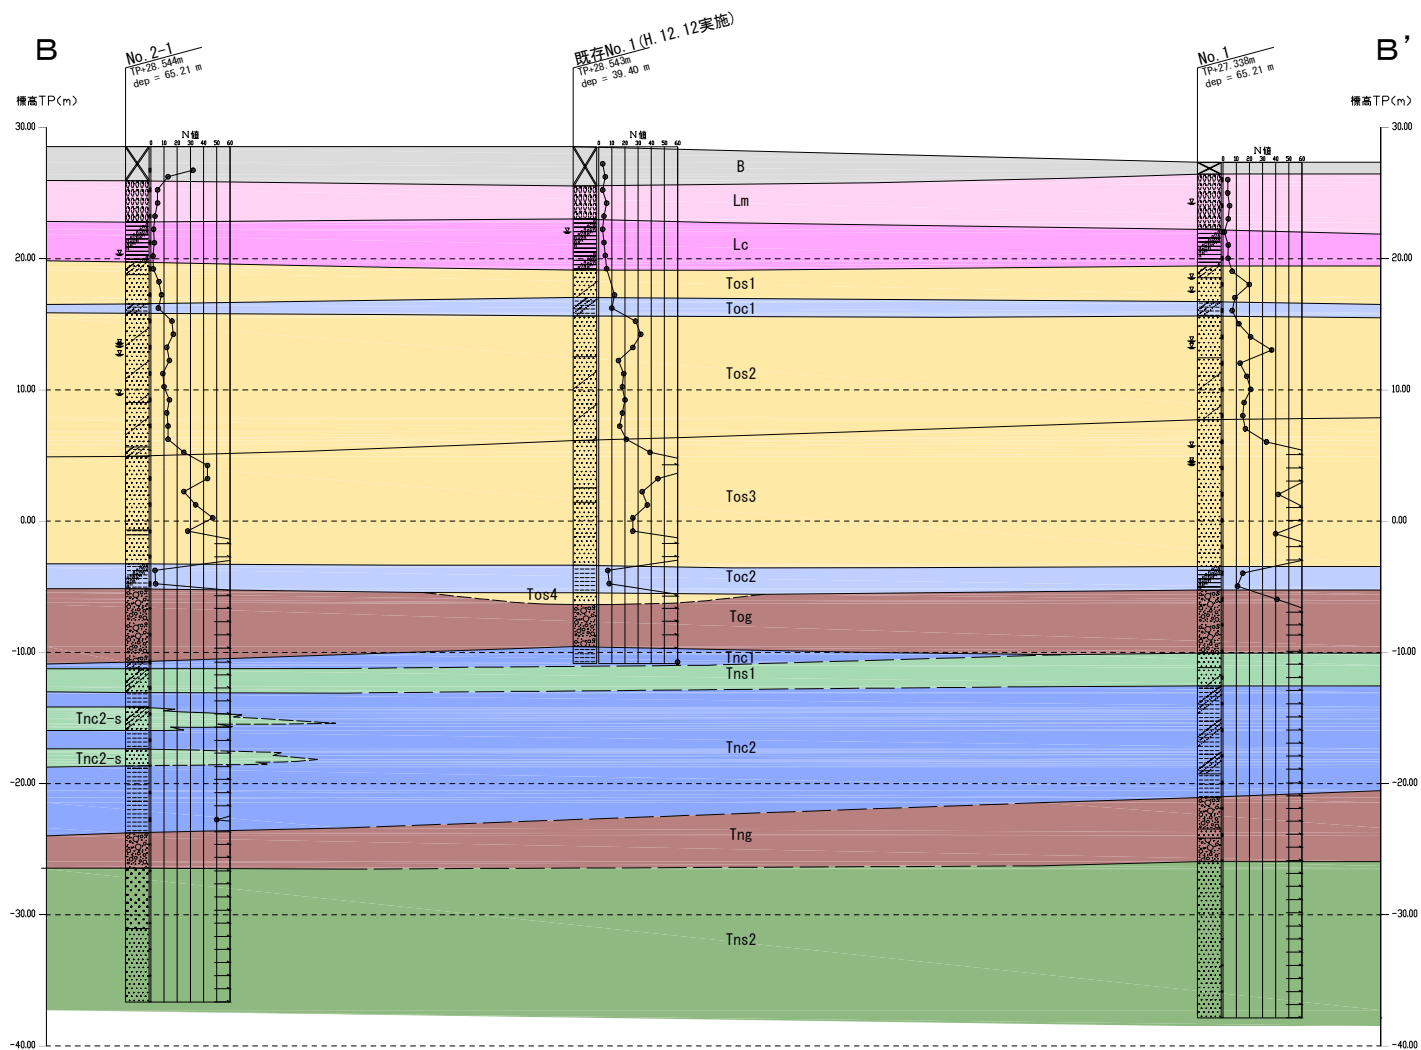 B
B’
No.2-1
TP+28.544m
dep = 65.21 m
既存No.1(H.12.12実施)
TP+28.543m
dep = 39.40 m
No.1
TP+27.338m
dep = 65.21 m
標高TP(m)
標高TP(m)
30.00
20.00
10.00
0.00
-10.00
-20.00
-30.00
-40.00
N値
0 10 20 30 40 50 60
N値
0 10 20 30 40 50 60
N値
0 10 20 30 40 50 60
B
Lm
Lc
Tos1
Toc1
Tos2
Tos3
Toc2
Tos4
Tog
Tnc1
Tns1
Tnc2-s
Tnc2
Tnc2-s
Tng
Tns2
30.00
20.00
10.00
0.00
-10.00
-20.00
-30.00
-40.00